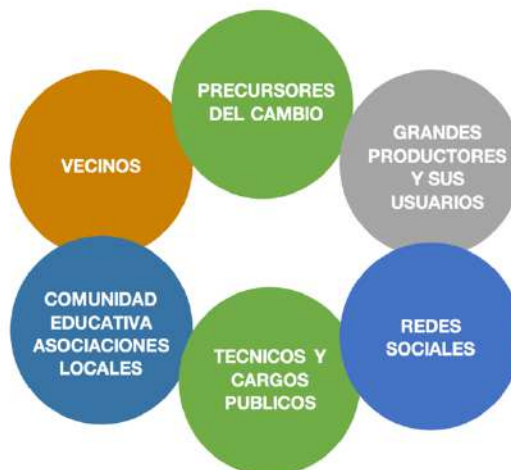 PRECURSORES
DEL CAMBIO
GRANDES
PRODUCTORES
Y SUS
USUARIOS
VECINOS
COMUNIDAD
EDUCATIVA
ASOCIACIONES
LOCALES
REDES
SOCIALES
TECNICOS Y
CARGOS
PUBLICOS